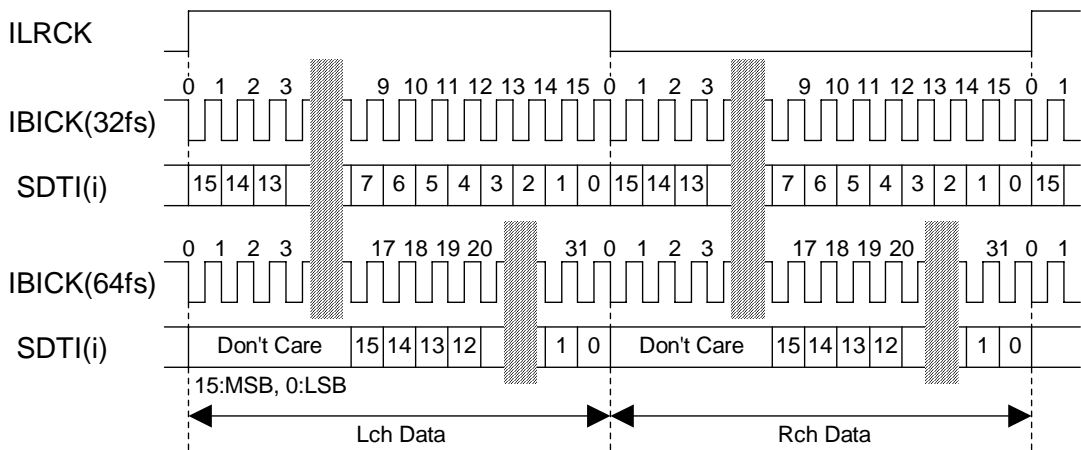 ILRCK
0 1 2 3 9 10 11 12 13 14 15 0 1 2 3 9 10 11 12 13 14 15 0 1
IBICK(32fs)
SDTI(i) 15 14 13 7 6 5 4 3 2 1 0 15 14 13 7 6 5 4 3 2 1 0 15
0 1 2 3 17 18 19 20 31 0 1 2 3 17 18 19 20 31 0 1
IBICK(64fs)
SDTI(i) Don't Care 15 14 13 12 1 0 Don't Care 15 14 13 12 1 0
15:MSB, 0:LSB
Lch Data Rch Data